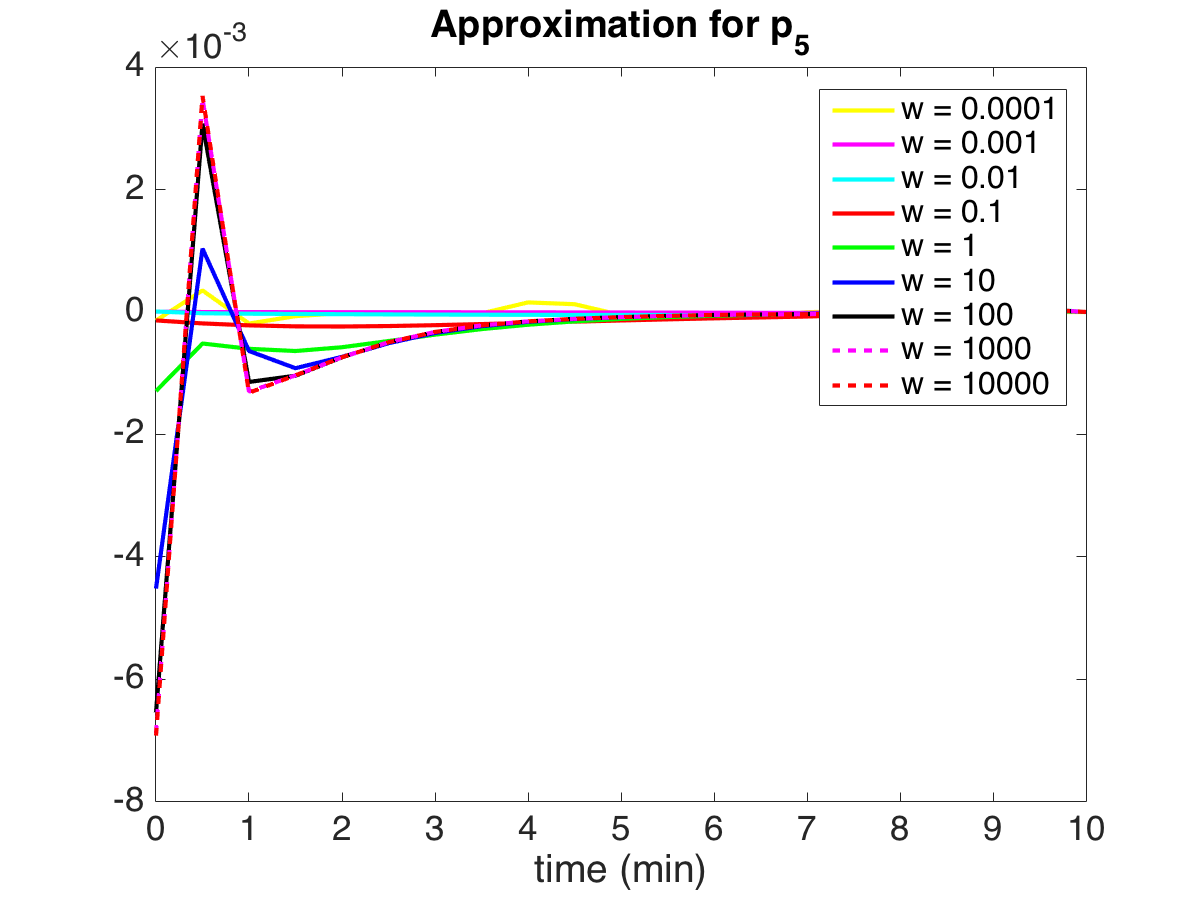 Approximation for p5
×10-3
4
2
0
-2
-4
-6
-8
0 1 2 3 4 5 6 7 8 9 10
time (min)
w = 0.0001
w = 0.001
w = 0.01
w = 0.1
w = 1
w = 10
w = 100
w = 1000
w = 10000